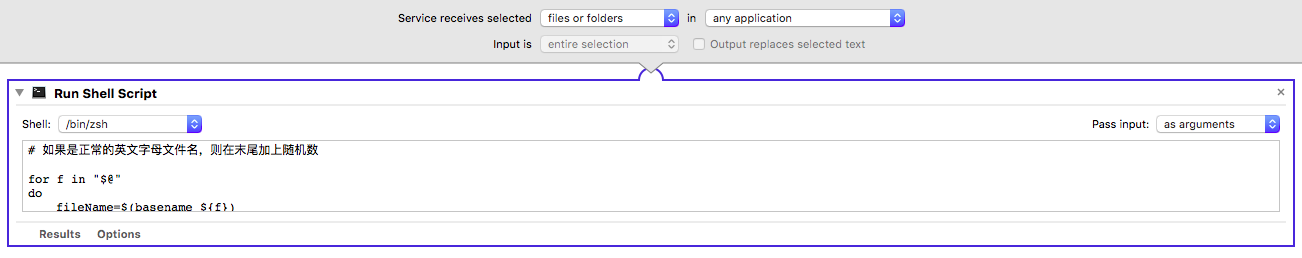 Service receives selected files or folders in any application
Input is entire selection Output replaces selected text
Run Shell Script
Shell: /bin/zsh Pass input: as arguments
# 如果是正常的英文字母文件名，则在末尾加上随机数
for f in "$@"
do
fileName=$(basename ${f})
Results Options